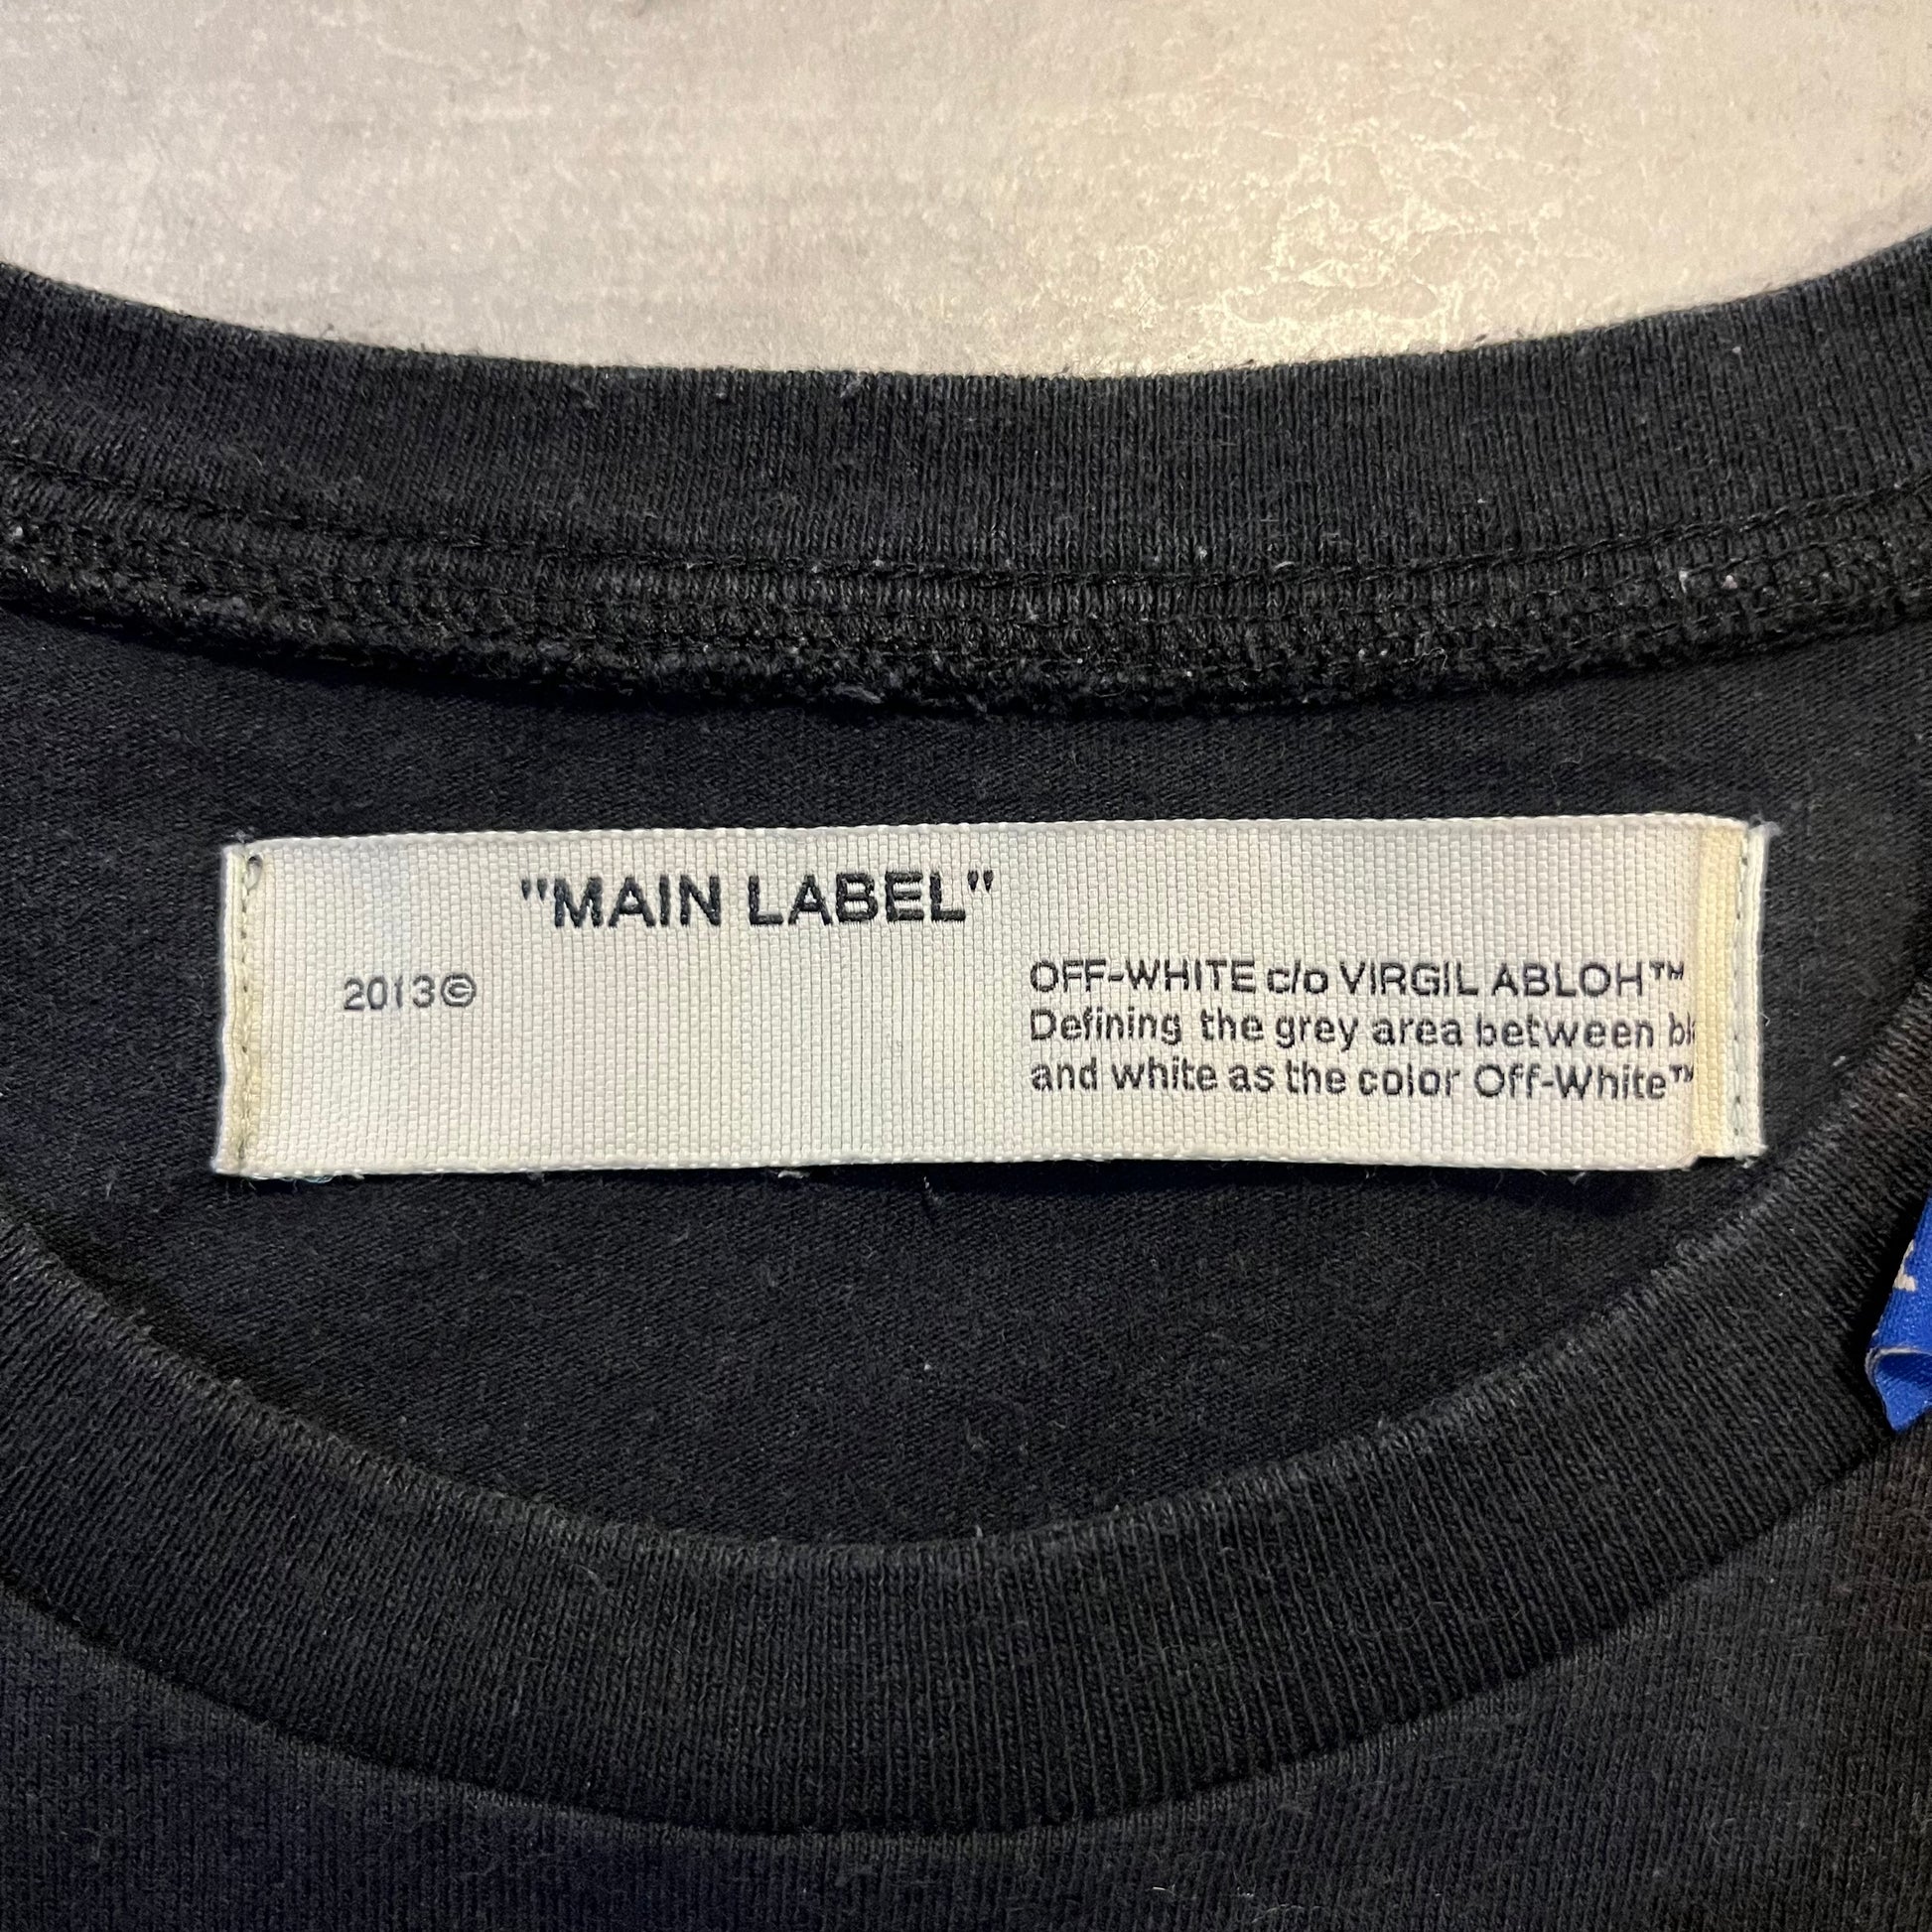 "MAIN LABEL"
2013©
OFF-WHITE c/o VIRGIL ABLOH™
Defining the grey area between
and white as the color Off-White™